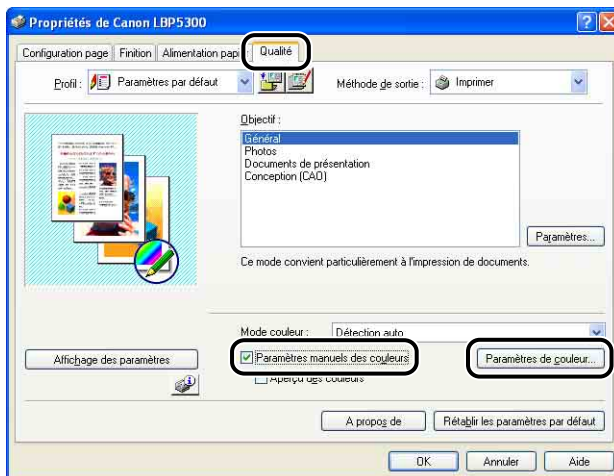 Propriétés de Canon LBP5300
Configuration page Finition Alimentation papi Qualité
Profil : Paramètres par défaut Méthode de sortie : Imprimer
Objectif :
Général
Photos
Documents de présentation
Conception (CAO)
Paramètres...
Ce mode convient particulièrement à l'impression de documents.
Mode couleur : Détection auto
Affichage des paramètres Paramètres manuels des couleurs Paramètres de couleur...
Aperçu des couleurs
A propos de Rétablir les paramètres par défaut
OK Annuler Aide